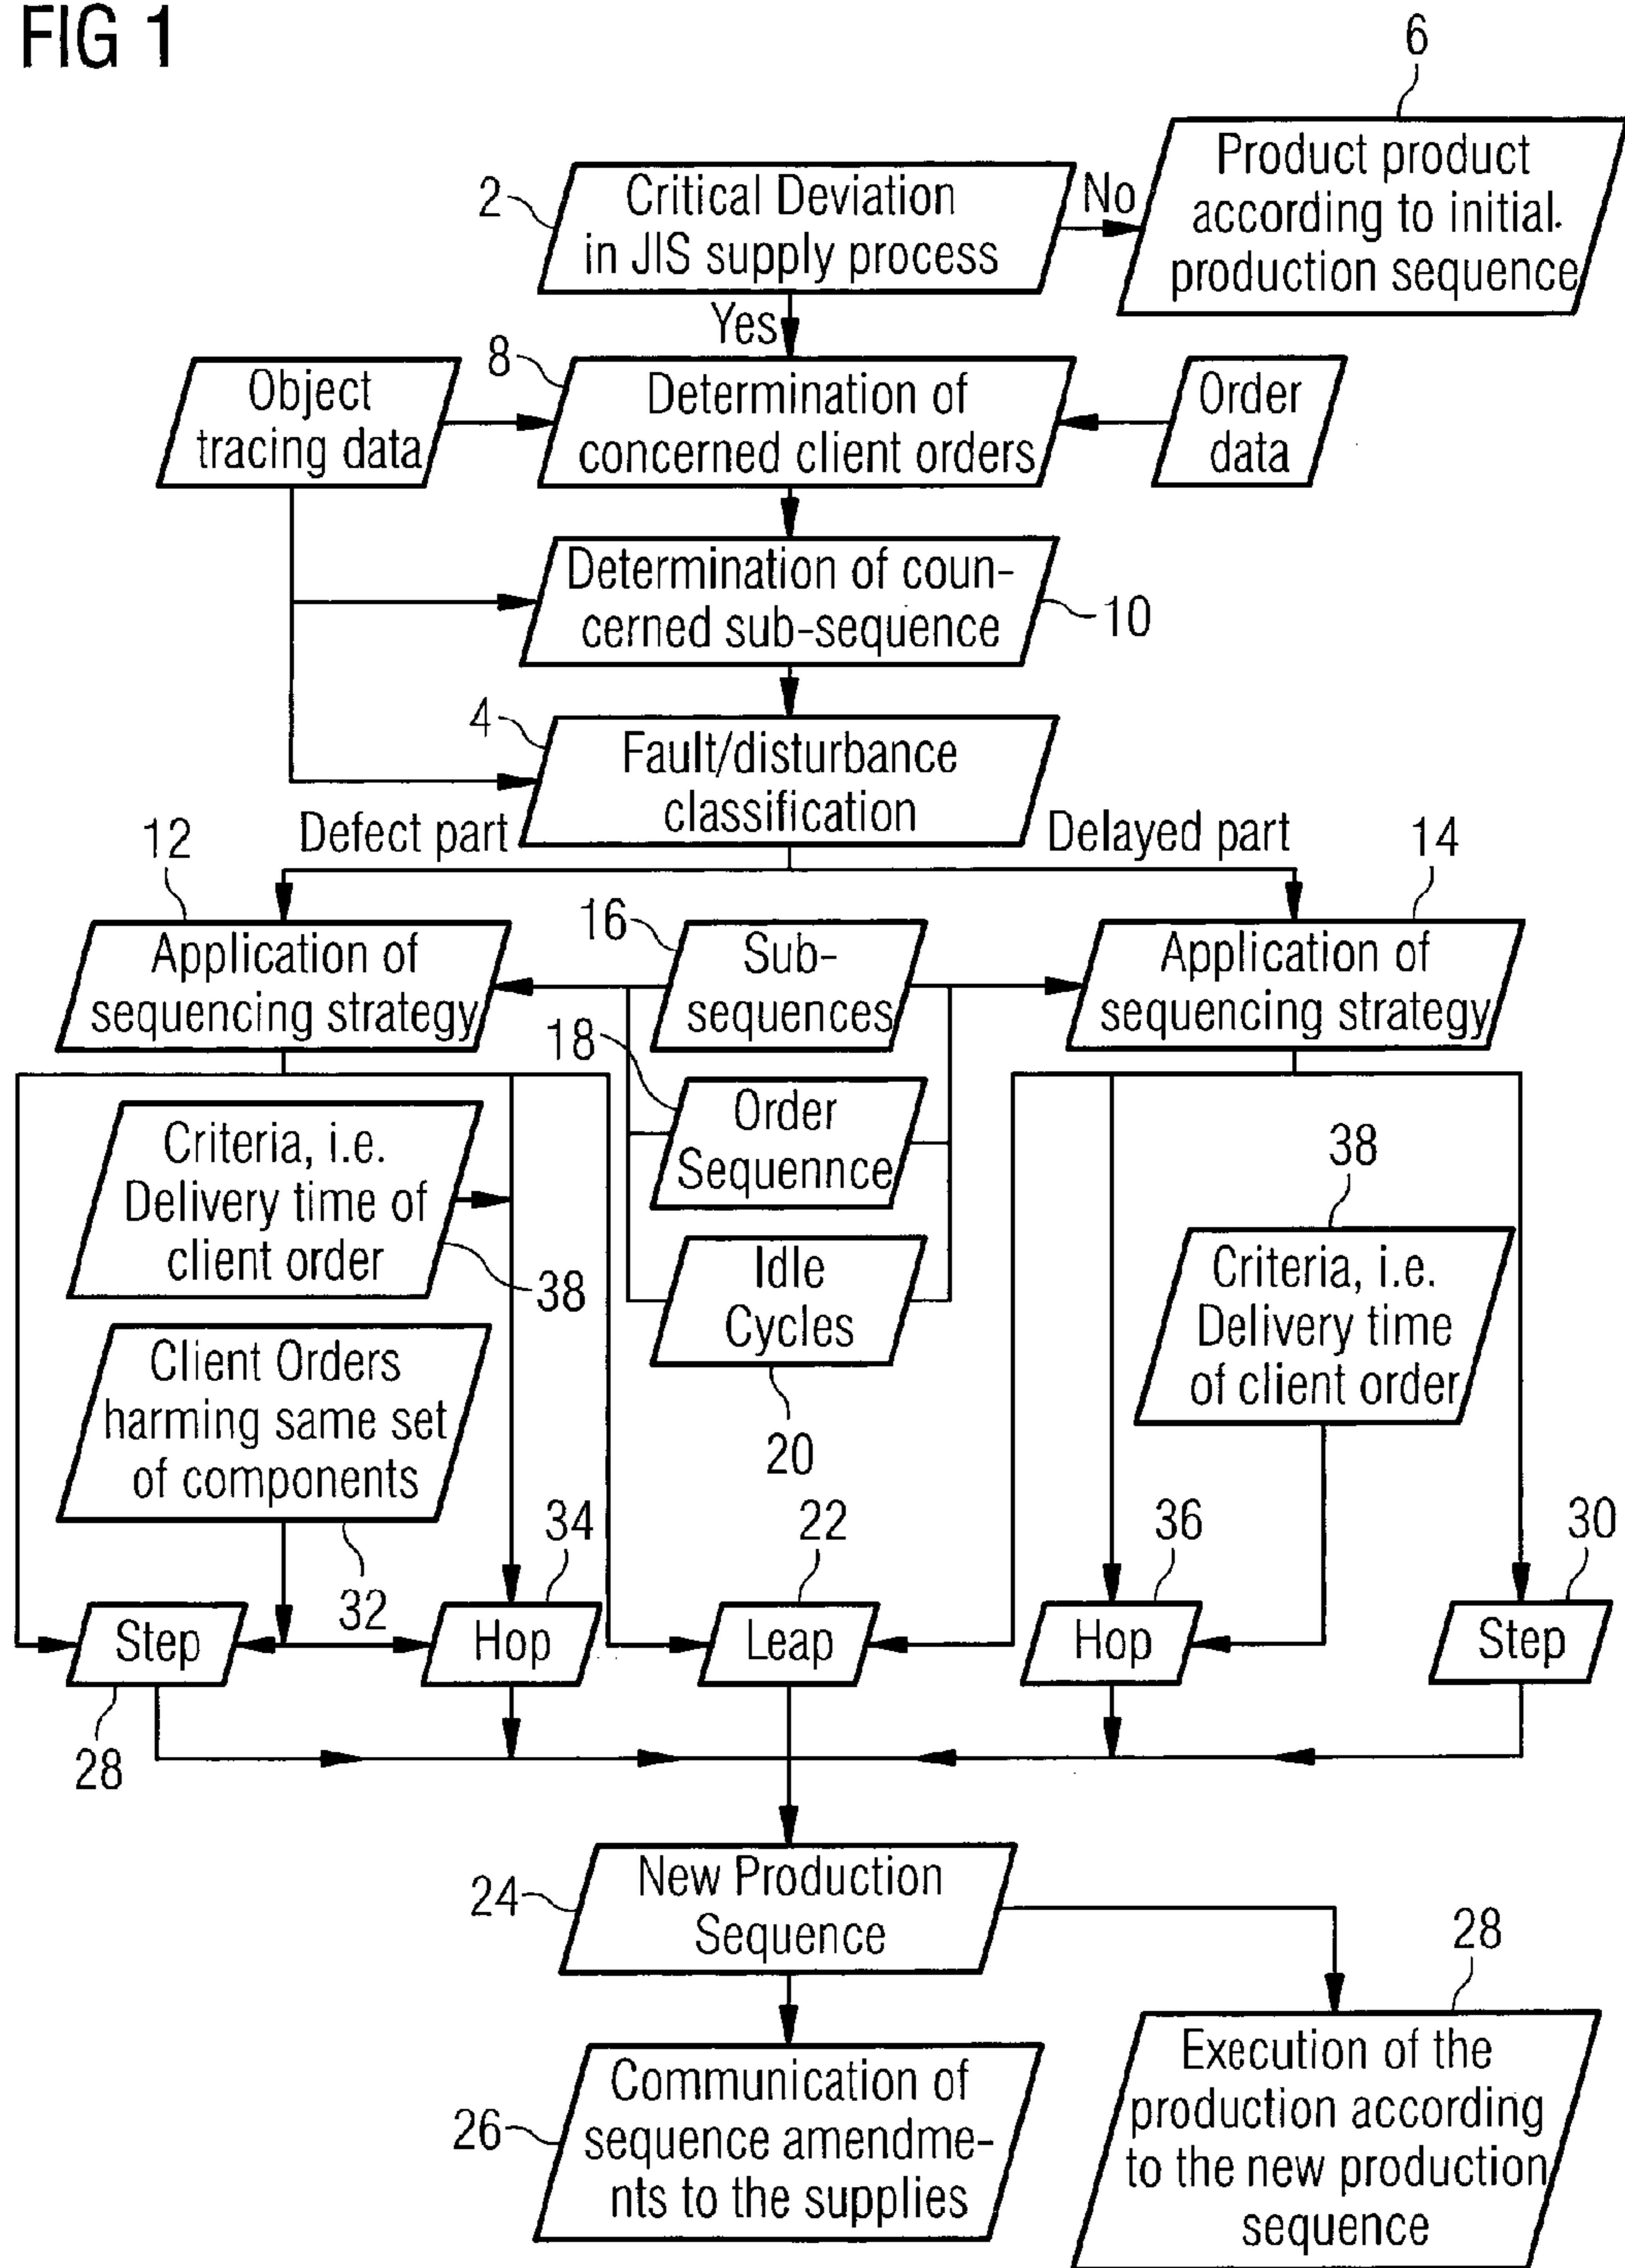 FIG 1
6
Product product
according to initial.
production sequence
2
Critical Deviation
in JIS supply process
No
Yes
8
Object
tracing data
Determination of
concerned client orders
Order
data
Determination of coun-
cerned sub-sequence
10
4
Fault/disturbance
classification
Defect part
Delayed part
12
14
16
Application of
sequencing strategy
Sub-
sequences
Application of
sequencing strategy
18
Order
Sequennce
Criteria, i.e.
Delivery time of
client order
38
Idle
Cycles
20
38
Criteria, i.e.
Delivery time
of client order
Client Orders
harming same set
of components
32
34
22
36
30
Step
Hop
Leap
Hop
Step
28
24
New Production
Sequence
28
26
Communication of
sequence amendme-
nts to the supplies
Execution of the
production according
to the new production
sequence